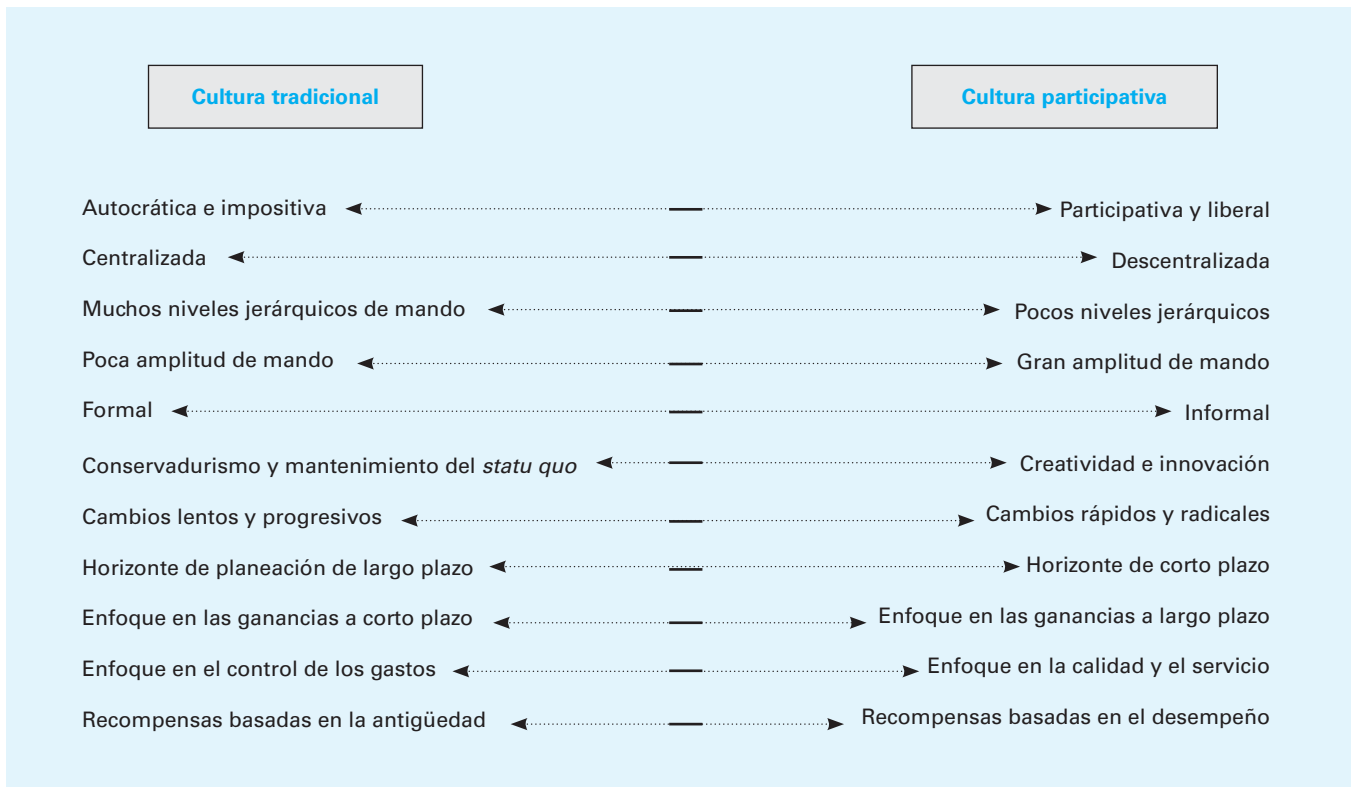 Cultura tradicional Cultura participativa
Autocrática e impositiva Participativa y liberal
Centralizada Descentralizada
Muchos niveles jerárquicos de mando Pocos niveles jerárquicos
Poca amplitud de mando Gran amplitud de mando
Formal Informal
Conservadurismo y mantenimiento del statu quo Creatividad e innovación
Cambios lentos y progresivos Cambios rápidos y radicales
Horizonte de planeación de largo plazo Horizonte de corto plazo
Enfoque en las ganancias a corto plazo Enfoque en las ganancias a largo plazo
Enfoque en el control de los gastos Enfoque en la calidad y el servicio
Recompensas basadas en la antigüedad Recompensas basadas en el desempeño